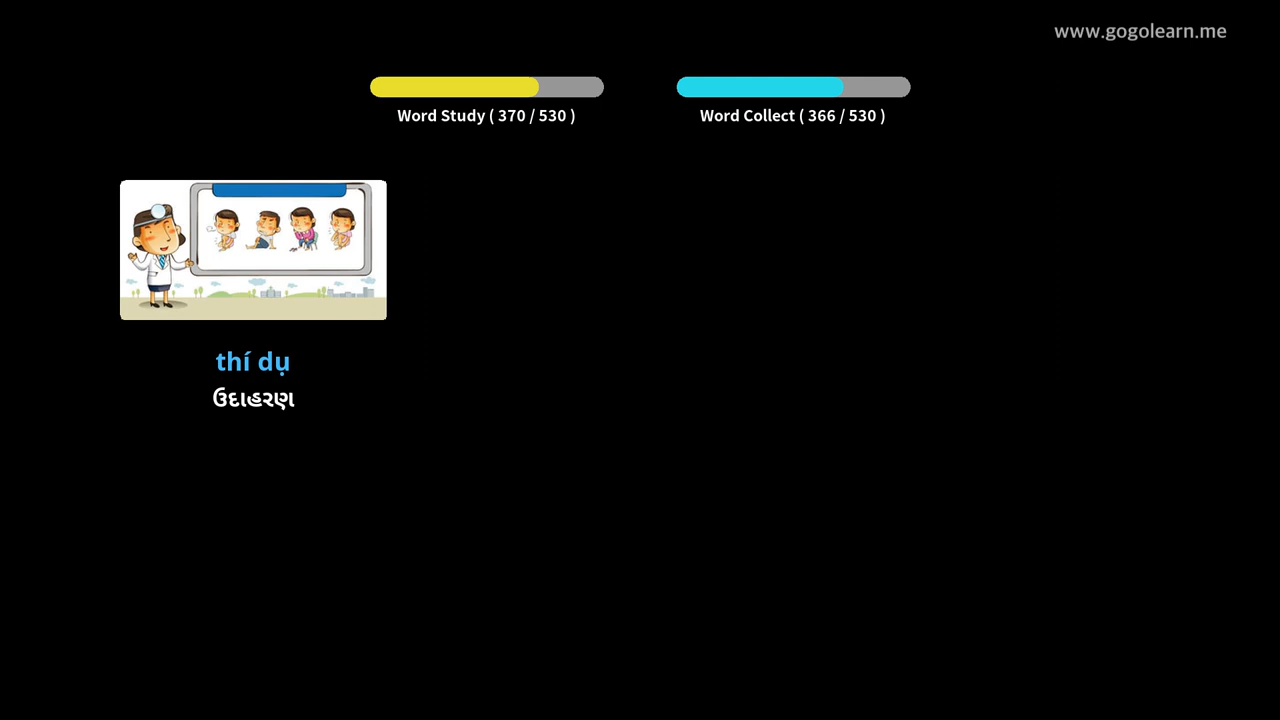 www.gogolearn.me
Word Study ( 370 / 530 )
Word Collect ( 366 / 530 )
thí dụ
ઉદાહરણ